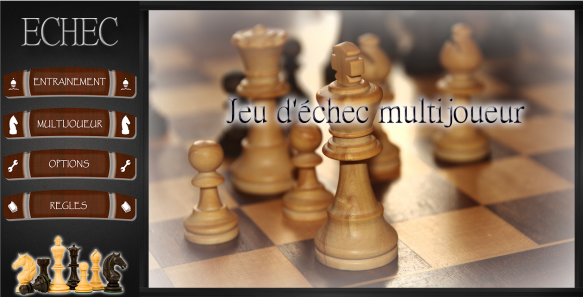 ECHEC
ENTRAINEMENT
MULTIJOUEUR
OPTIONS
REGLES
Jeu d'échec multijoueur